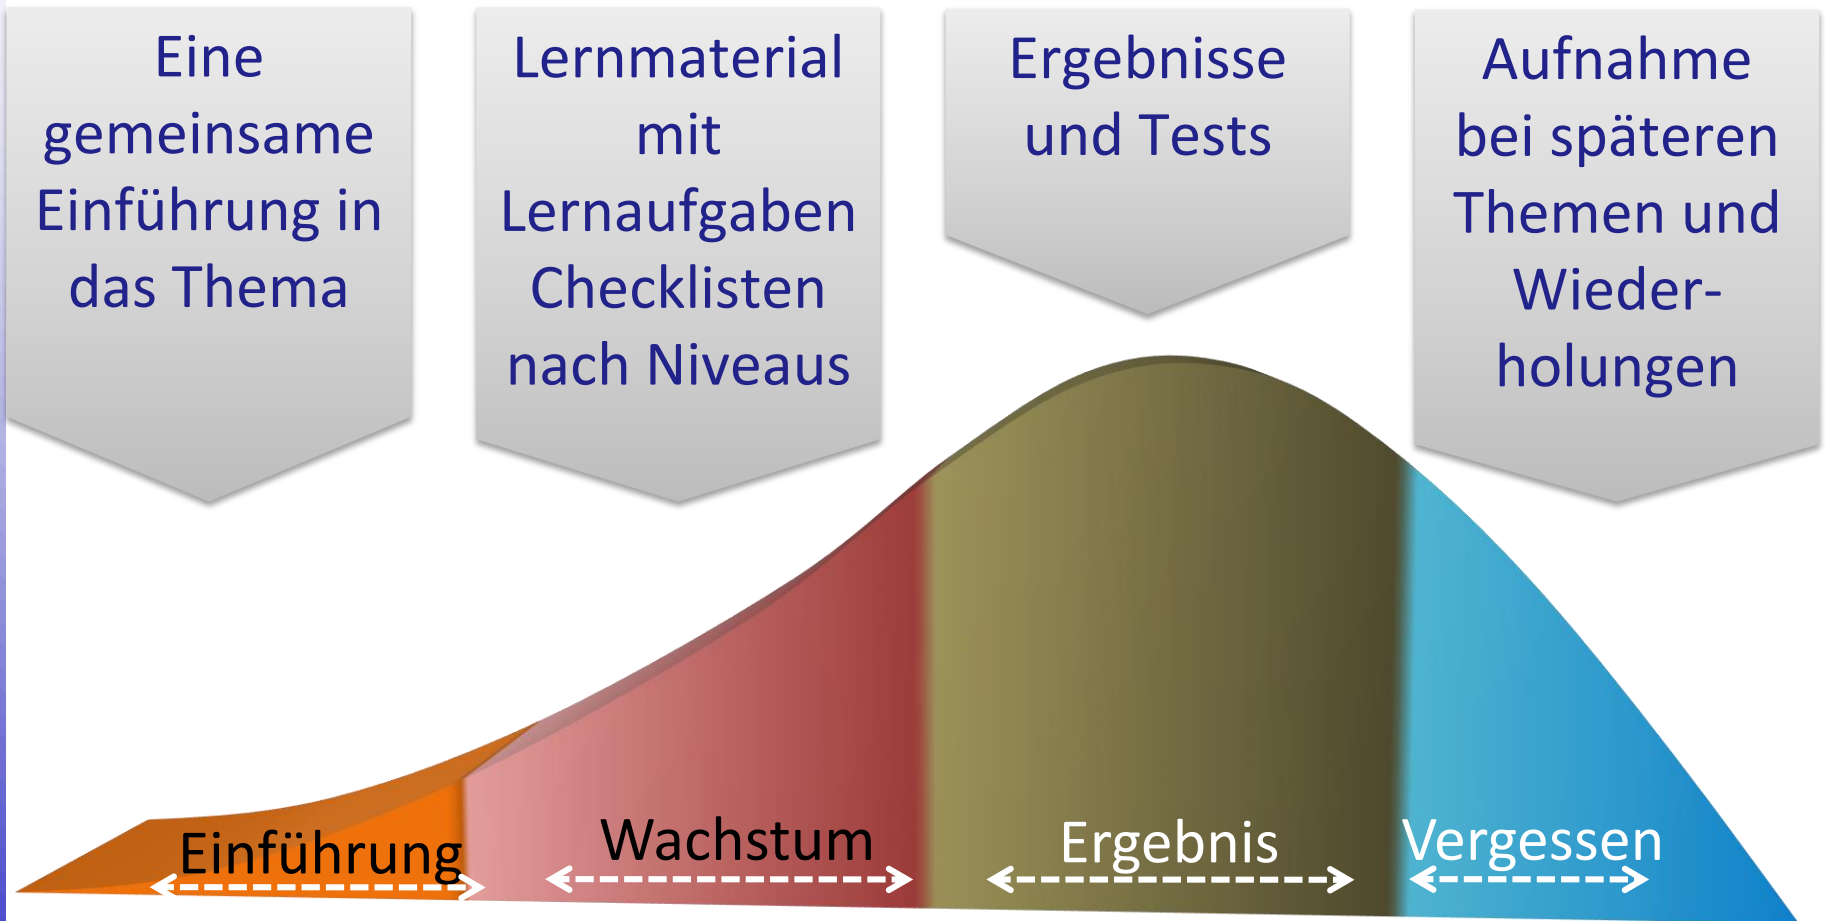 Eine
gemeinsame
Einführung in
das Thema
Lernmaterial
mit
Lernaufgaben
Checklisten
nach Niveaus
Ergebnisse
und Tests
Aufnahme
bei späteren
Themen und
Wieder-
holungen
Einführung
Wachstum
Ergebnis
Vergessen